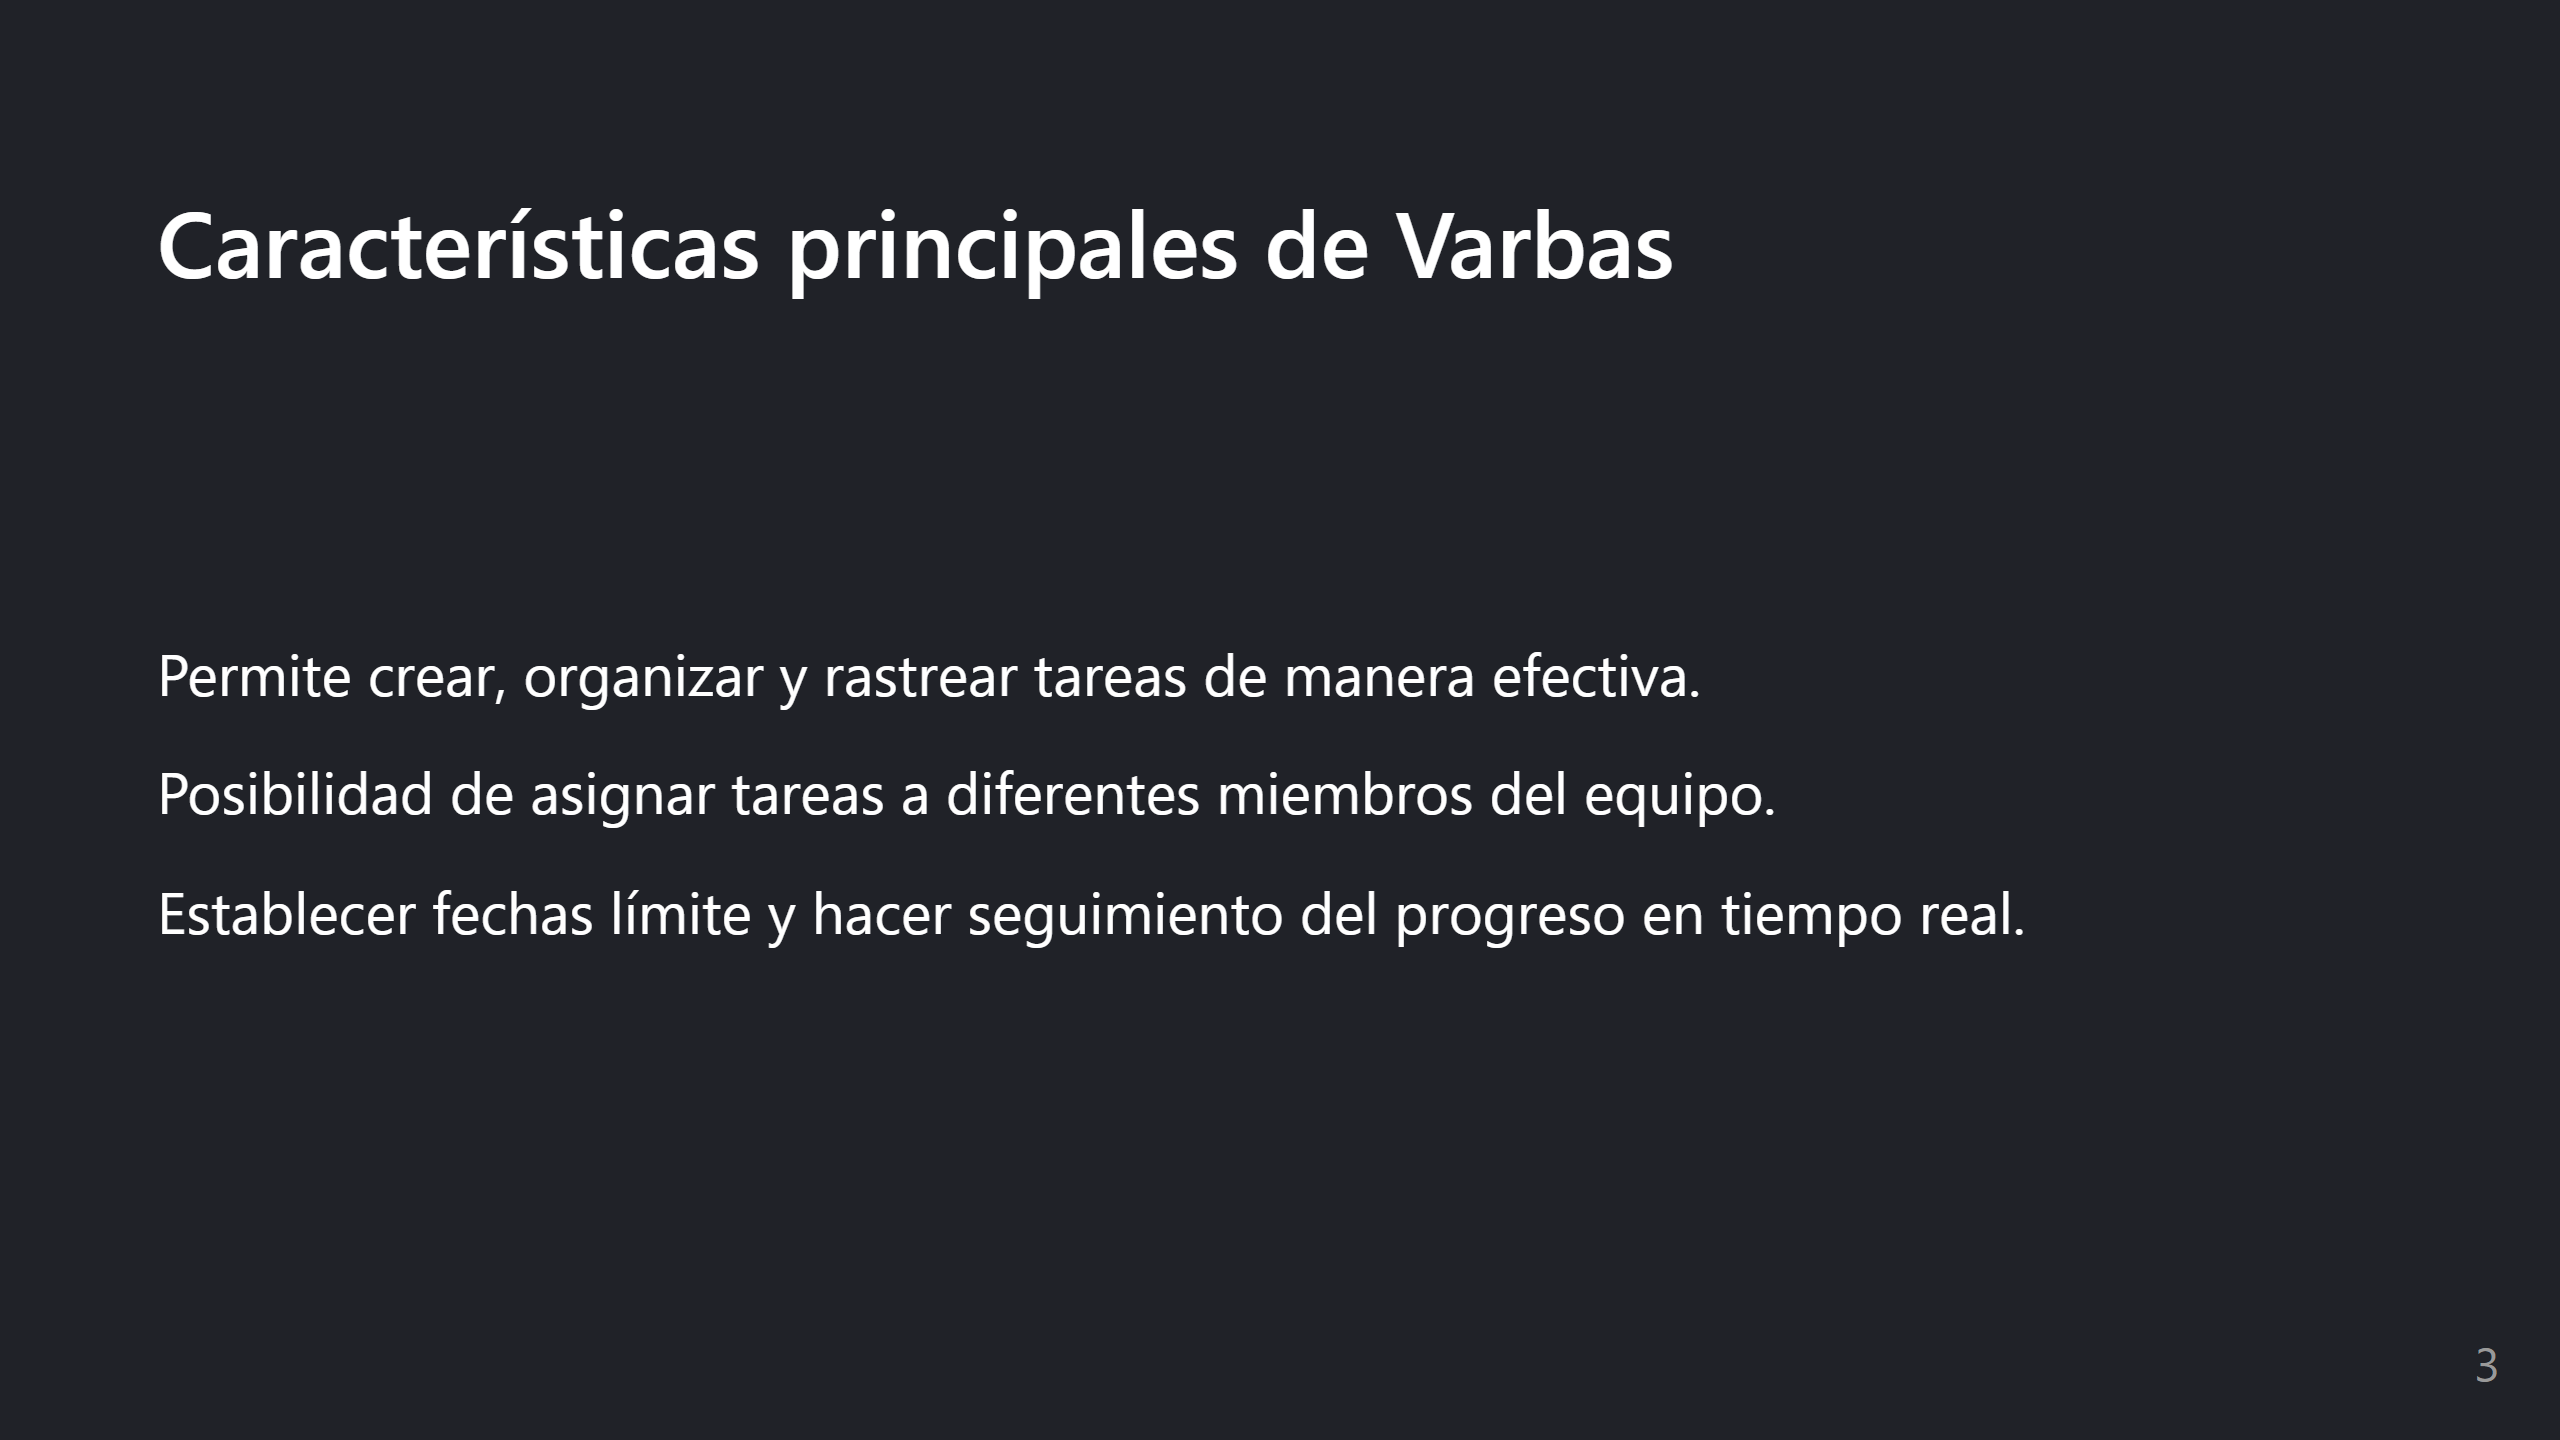 Características principales de Varbas
Permite crear, organizar y rastrear tareas de manera efectiva.
Posibilidad de asignar tareas a diferentes miembros del equipo.
Establecer fechas límite y hacer seguimiento del progreso en tiempo real.
3